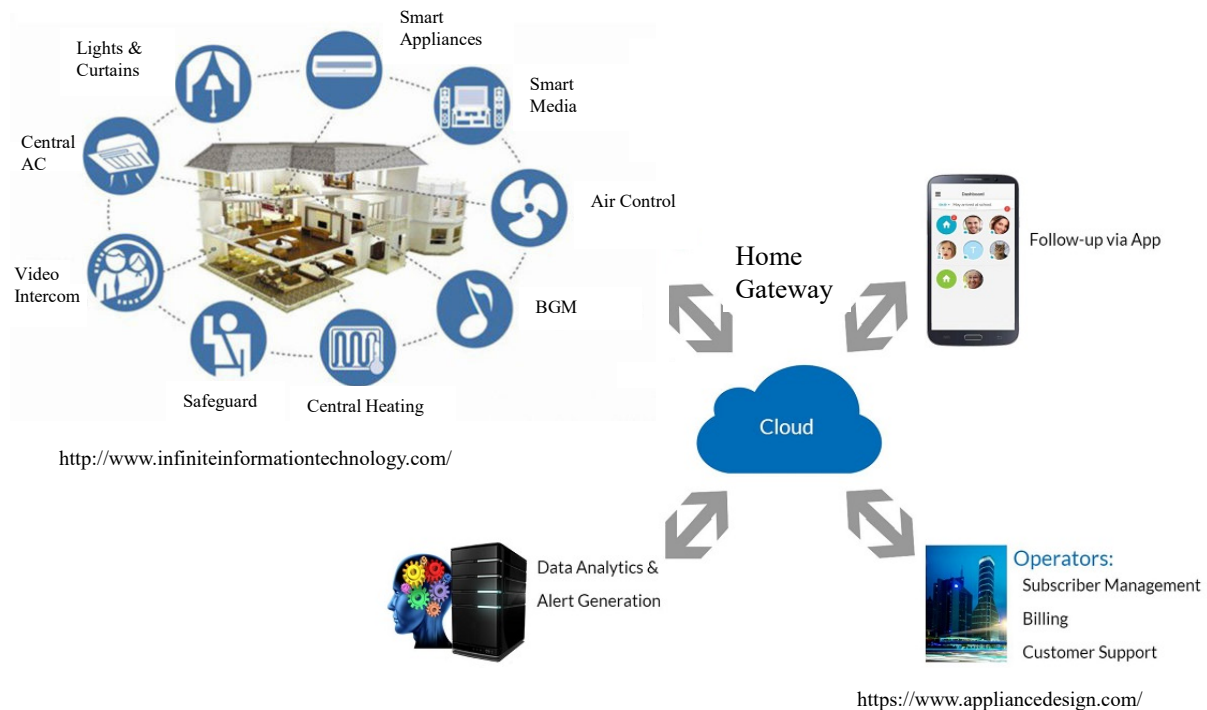 Smart
Appliances
Lights &
Curtains
Smart
Media
Central
AC
Air Control
Video
Intercom
BGM
Safeguard
Central Heating
http://www.infiniteinformationtechnology.com/
Home
Gateway
Dashboard
Follow-up via App
T
Cloud
Data Analytics &
Alert Generation
Operators:
Subscriber Management
Billing
Customer Support
https://www.appliancedesign.com/